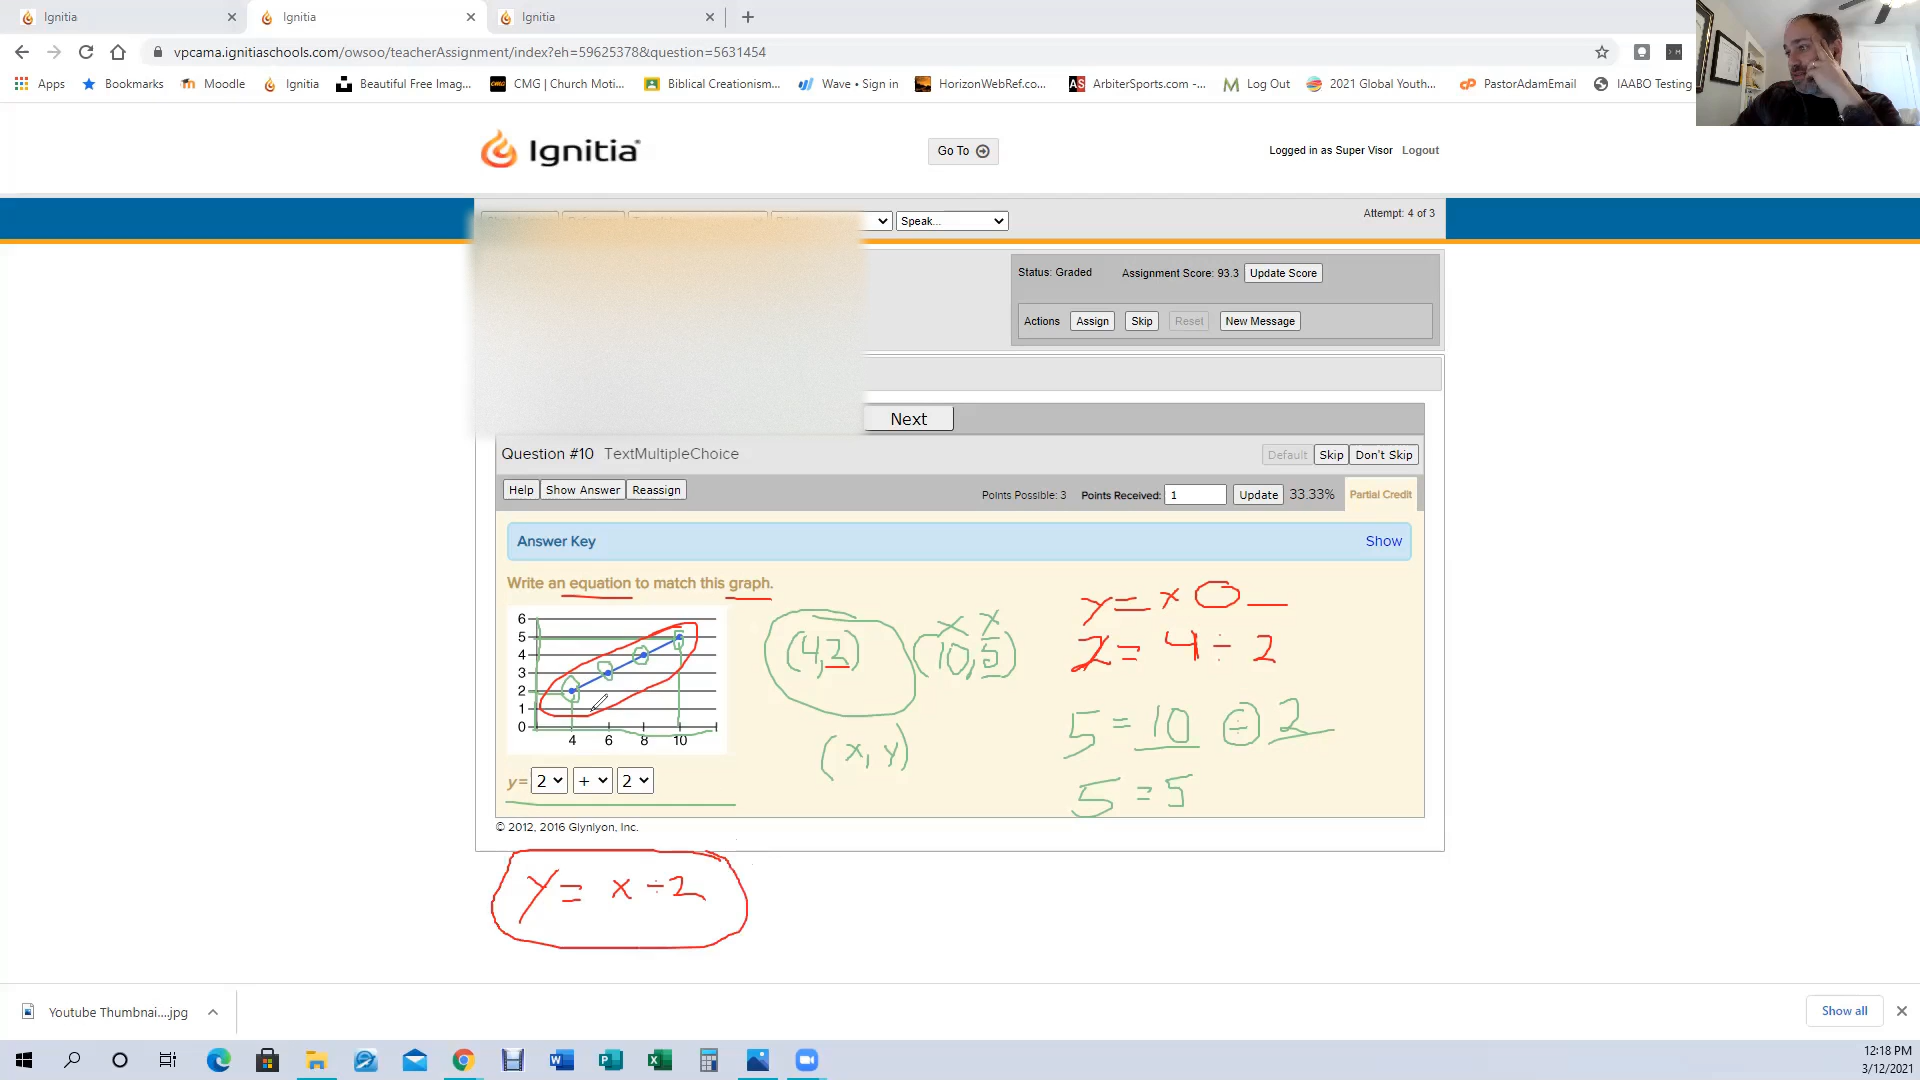 Ignitia
Ignitia
Ignitia
vpcama.ignitiaschools.com/owsoo/teacherAssignment/index?eh=59625378&question=5631454
Apps Bookmarks Moodle Ignitia Beautiful Free Imag... CMG | Church Moti... Biblical Creationism... Wave • Sign in HorizonWebRef.co... ArbiterSports.com -... Log Out 2021 Global Youth... PastorAdamEmail IAABO Testing
Ignitia
Go To
Logged in as Super Visor Logout
Speak...
Attempt: 4 of 3
Status: Graded Assignment Score: 93.3 Update Score
Actions Assign Skip Reset New Message
Next
Question #10 TextMultipleChoice
Default Skip Don't Skip
Help Show Answer Reassign
Points Possible: 3 Points Received: 1 Update 33.33% Partial Credit
Answer Key Show
Write an equation to match this graph.
6
5
4
3
2
1
0
4 6 8 10
y= 2 + 2
(4,2)
x y
(10,5)
(x, y)
y = x __
2 = 4 ÷ 2
5 = 10 ÷ 2
5 = 5
© 2012, 2016 Glynlyon, Inc.
y = x ÷ 2
Youtube Thumbnai....jpg
Show all
12:18 PM
3/12/2021